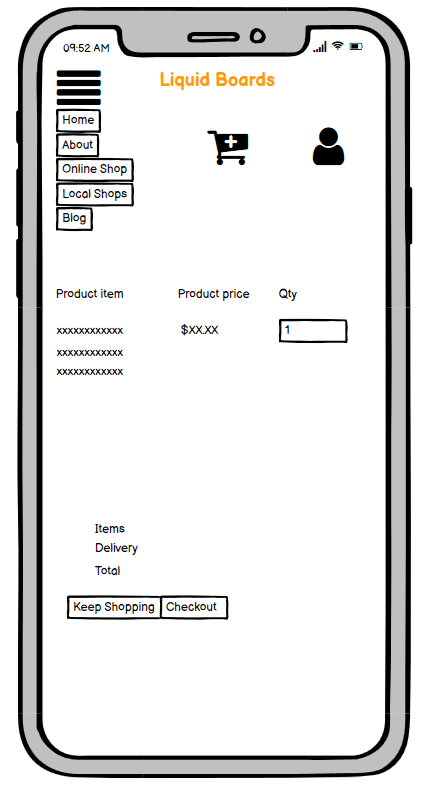 09:52 AM
Liquid Boards
Home
About
Online Shop
Local Shops
Blog
Product item Product price Qty
xxxxxxxxxxxx $XX.XX 1
xxxxxxxxxxxx
xxxxxxxxxxxx
Items
Delivery
Total
Keep Shopping Checkout